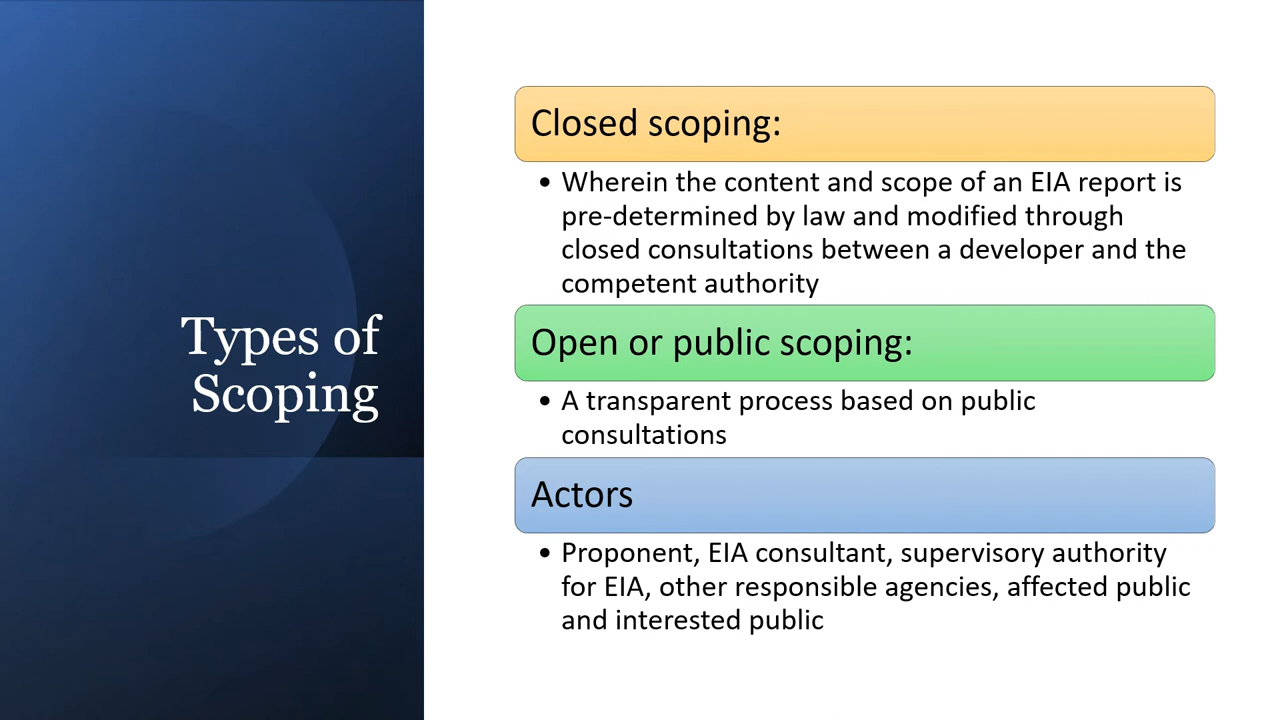 Types of
Scoping
Closed scoping:
• Wherein the content and scope of an EIA report is
pre-determined by law and modified through
closed consultations between a developer and the
competent authority
Open or public scoping:
• A transparent process based on public
consultations
Actors
• Proponent, EIA consultant, supervisory authority
for EIA, other responsible agencies, affected public
and interested public